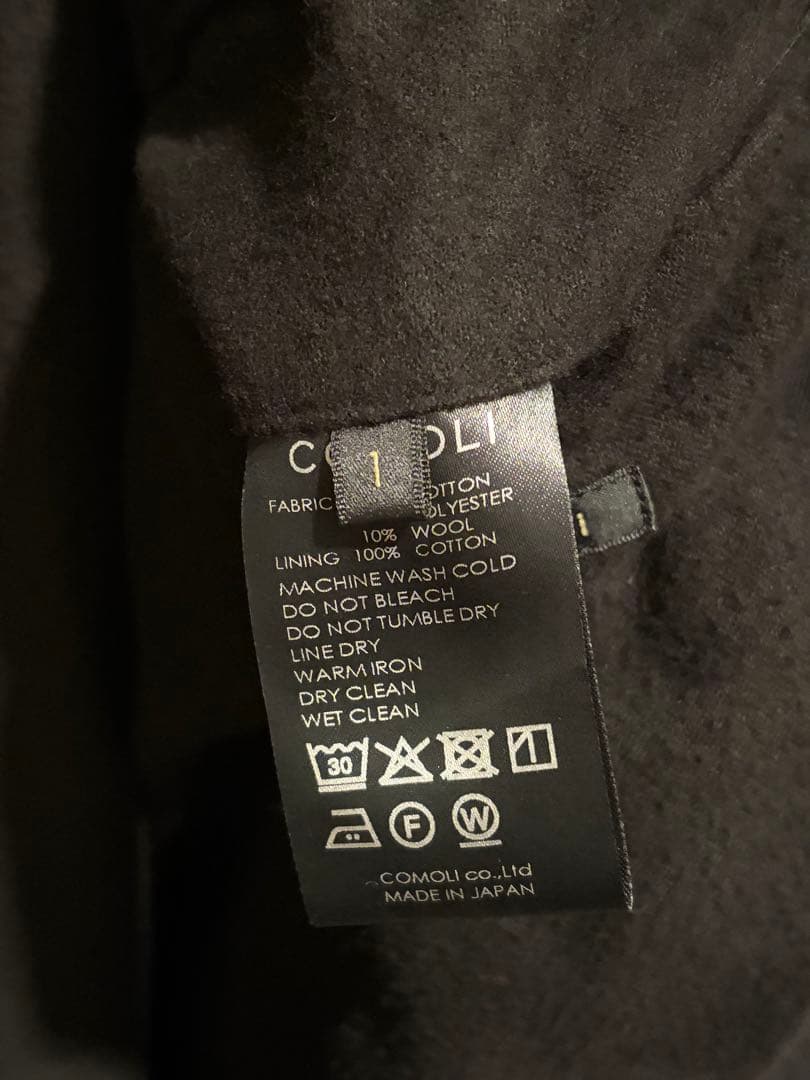 1
FABRIC
10% WOOL
LINING 100% COTTON
MACHINE WASH COLD
DO NOT BLEACH
DO NOT TUMBLE DRY
LINE DRY
WARM IRON
DRY CLEAN
WET CLEAN
30
F W
COMOLI co.,Ltd
MADE IN JAPAN